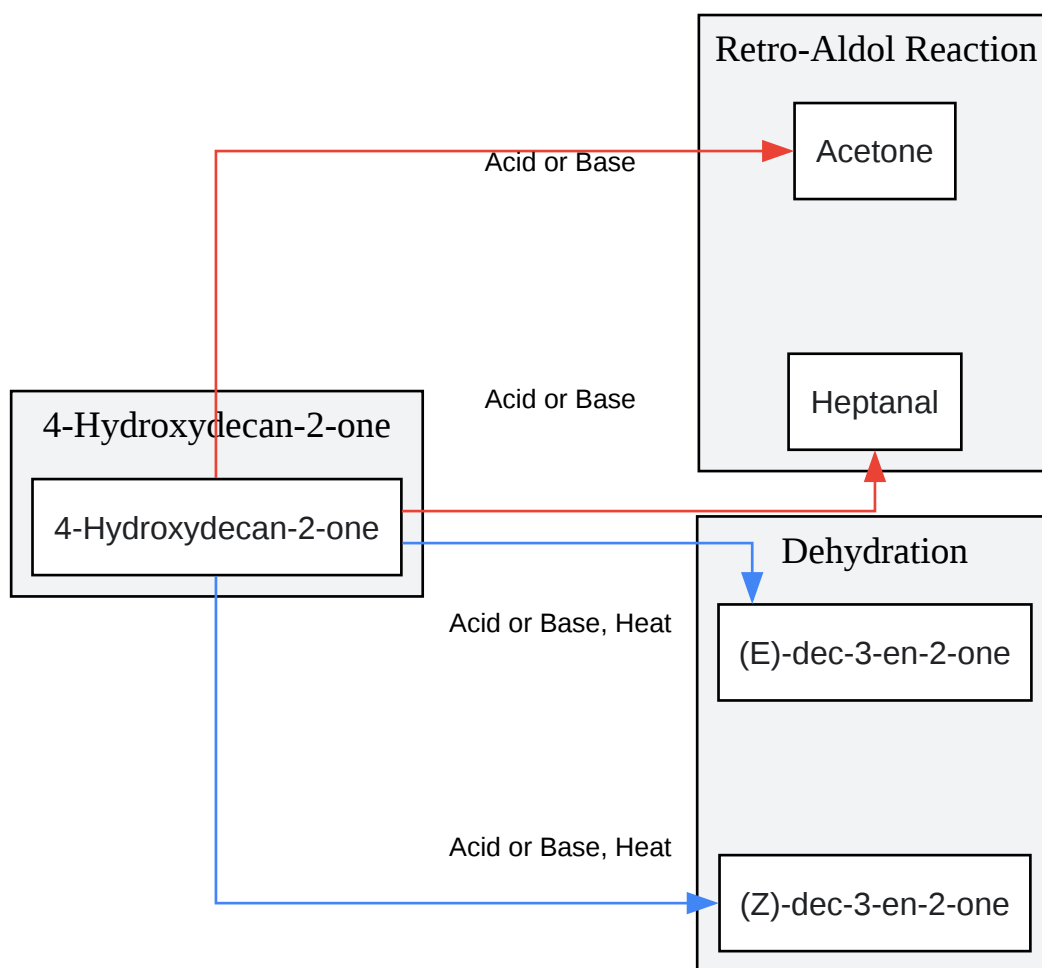 Retro-Aldol Reaction
Acetone
Acid or Base
Heptanal
Acid or Base
4-Hydroxydecan-2-one
4-Hydroxydecan-2-one
Dehydration
Acid or Base, Heat
(E)-dec-3-en-2-one
Acid or Base, Heat
(Z)-dec-3-en-2-one